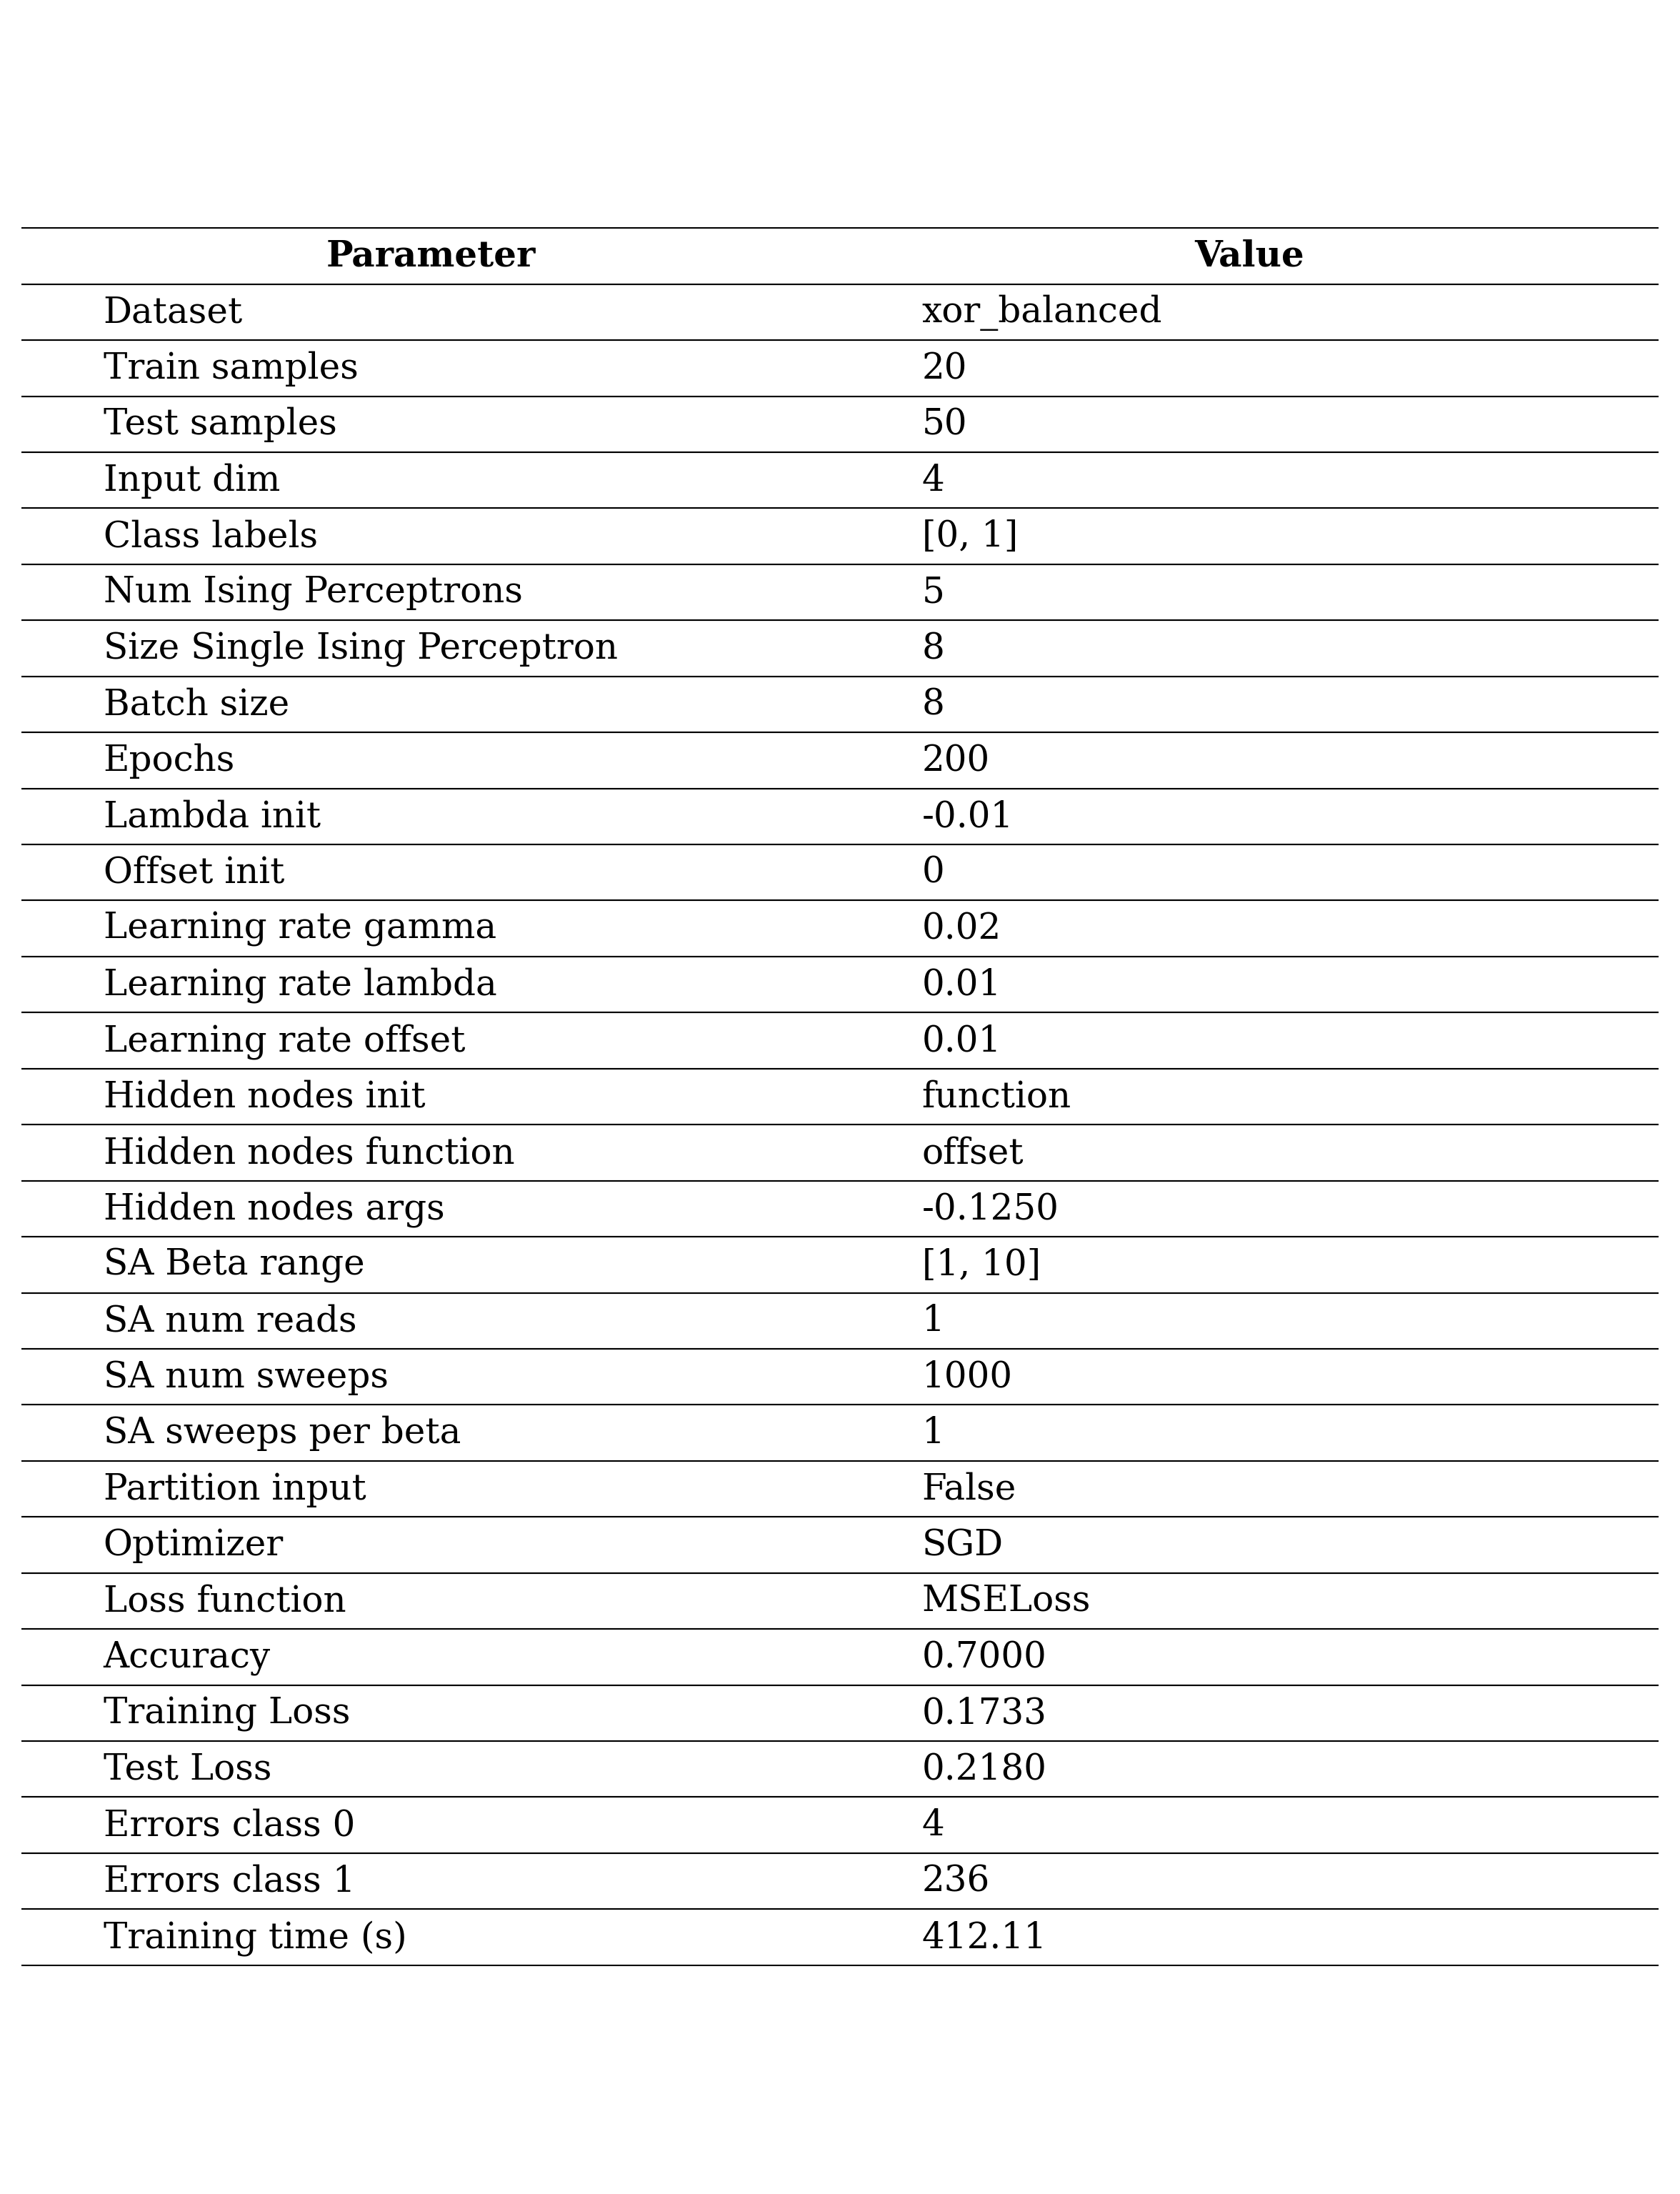 Parameter Value
Dataset xor_balanced
Train samples 20
Test samples 50
Input dim 4
Class labels [0, 1]
Num Ising Perceptrons 5
Size Single Ising Perceptron 8
Batch size 8
Epochs 200
Lambda init -0.01
Offset init 0
Learning rate gamma 0.02
Learning rate lambda 0.01
Learning rate offset 0.01
Hidden nodes init function
Hidden nodes function offset
Hidden nodes args -0.1250
SA Beta range [1, 10]
SA num reads 1
SA num sweeps 1000
SA sweeps per beta 1
Partition input False
Optimizer SGD
Loss function MSELoss
Accuracy 0.7000
Training Loss 0.1733
Test Loss 0.2180
Errors class 0 4
Errors class 1 236
Training time (s) 412.11